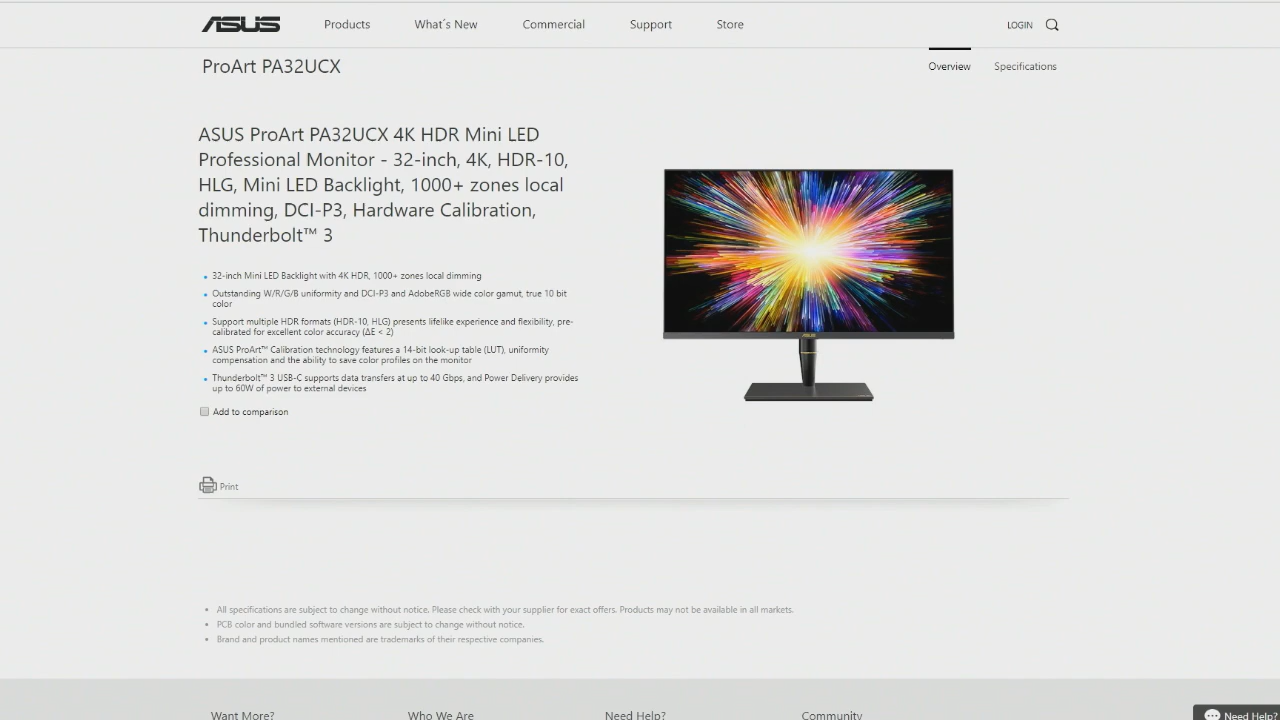 ASUS Products What's New Commercial Support Store LOGIN
ProArt PA32UCX Overview Specifications
ASUS ProArt PA32UCX 4K HDR Mini LED
Professional Monitor - 32-inch, 4K, HDR-10,
HLG, Mini LED Backlight, 1000+ zones local
dimming, DCI-P3, Hardware Calibration,
Thunderbolt™ 3
32-inch Mini LED Backlight with 4K HDR, 1000+ zones local dimming
Outstanding W/R/G/B uniformity and DCI-P3 and AdobeRGB wide color gamut, true 10 bit
color
Support multiple HDR formats (HDR-10, HLG) presents lifelike experience and flexibility, pre-
calibrated for excellent color accuracy (ΔE < 2)
ASUS ProArt™ Calibration technology features a 14-bit look-up table (LUT), uniformity
compensation and the ability to save color profiles on the monitor
Thunderbolt™ 3 USB-C supports data transfers at up to 40 Gbps, and Power Delivery provides
up to 60W of power to external devices
Add to comparison
ASUS
Print
All specifications are subject to change without notice. Please check with your supplier for exact offers. Products may not be available in all markets.
PCB color and bundled software versions are subject to change without notice.
Brand and product names mentioned are trademarks of their respective companies.
Want More? Who We Are Need Help? Community
Need Help?